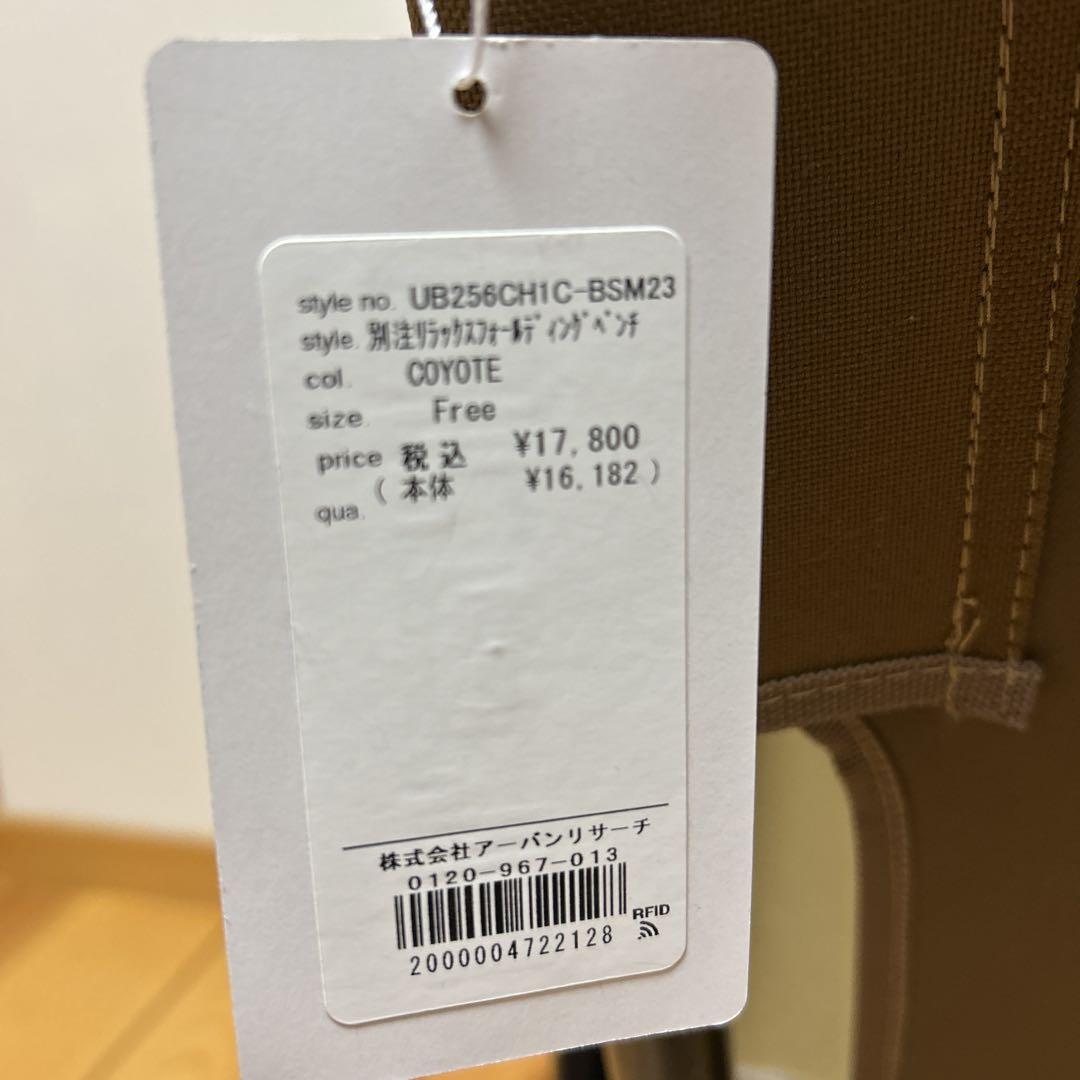 style no. UB256CH1C-BSM23
style. 別注ﾘﾗｯｸｽﾌｫｰﾙﾃﾞｨﾝｸﾞﾍﾞﾝﾁ
col. COYOTE
size. Free
price 税込 ¥17,800
(本体 ¥16,182)
qua.
株式会社アーバンリサーチ
0120-967-013
RFID
2000004722128